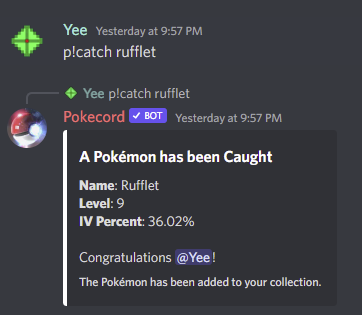 Yee Yesterday at 9:57 PM
p!catch rufflet
Yee p!catch rufflet
Pokecord BOT Yesterday at 9:57 PM
A Pokémon has been Caught
Name: Rufflet
Level: 9
IV Percent: 36.02%
Congratulations @Yee!
The Pokémon has been added to your collection.